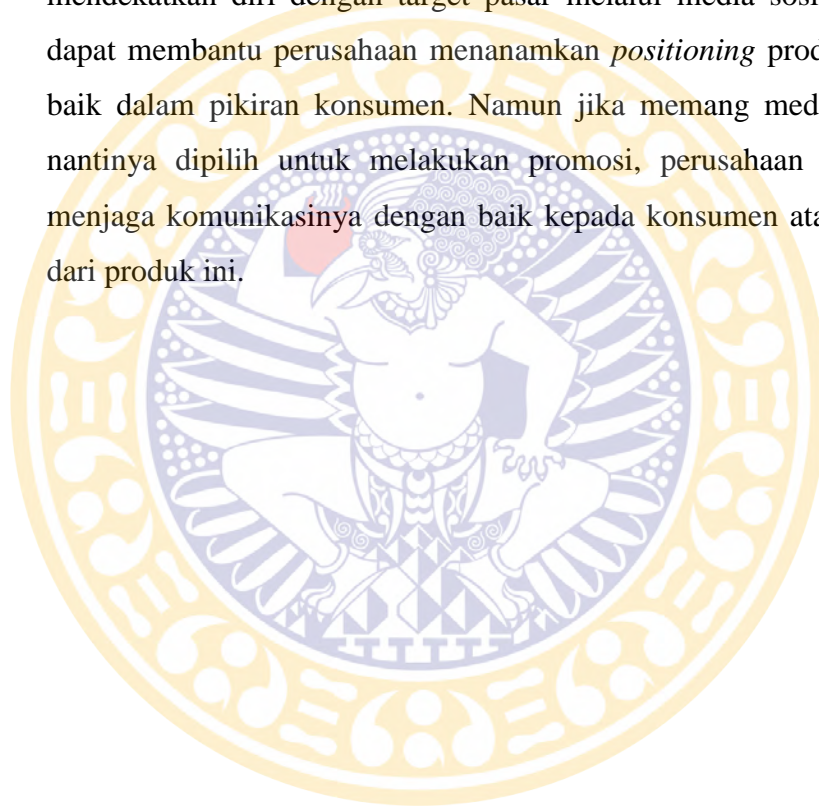 mendekatkan diri dengan target pasar melalui media sosi
dapat membantu perusahaan menanamkan positioning prod
baik dalam pikiran konsumen. Namun jika memang med
nantinya dipilih untuk melakukan promosi, perusahaan
menjaga komunikasinya dengan baik kepada konsumen ata
dari produk ini.